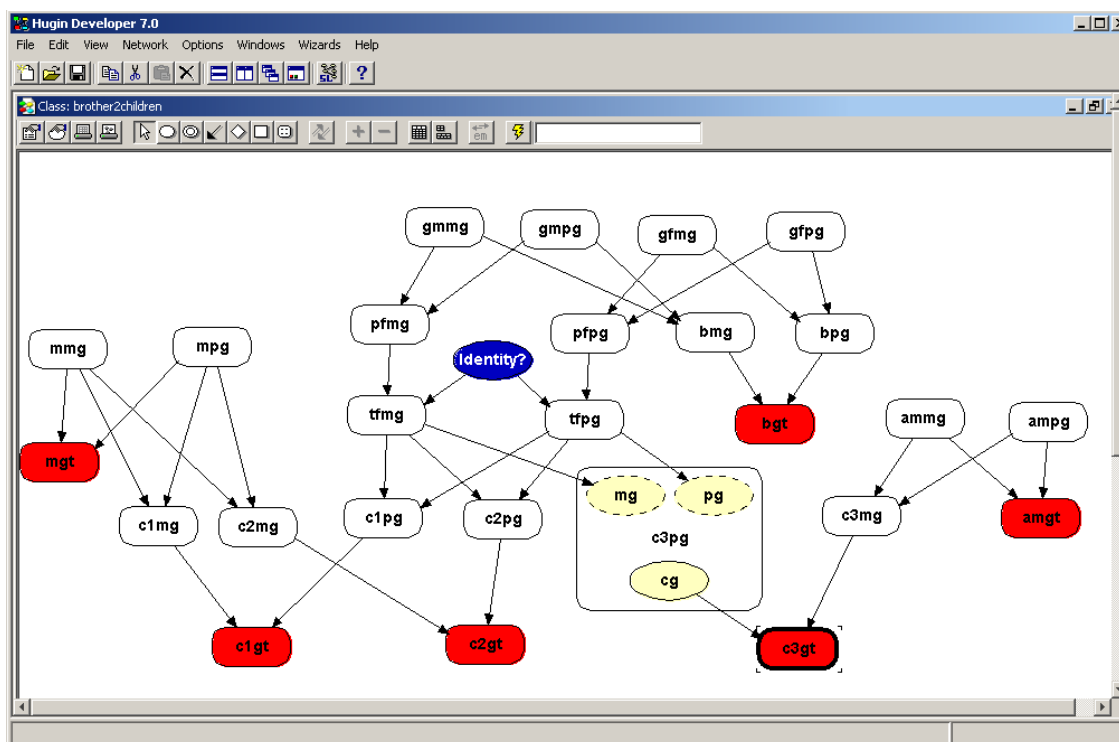 Hugin Developer 7.0
File Edit View Network Options Windows Wizards Help
SL ?
Class: brother2children
em
gmmg gmpg gfmg gfpg
pfmg pfpg bmg bpg
mmg mpg
Identity?
tfmg tfpg bgt ammg ampg
mgt
mg pg
c1mg c2mg c1pg c2pg c3mg amgt
c3pg
cg
c1gt c2gt c3gt